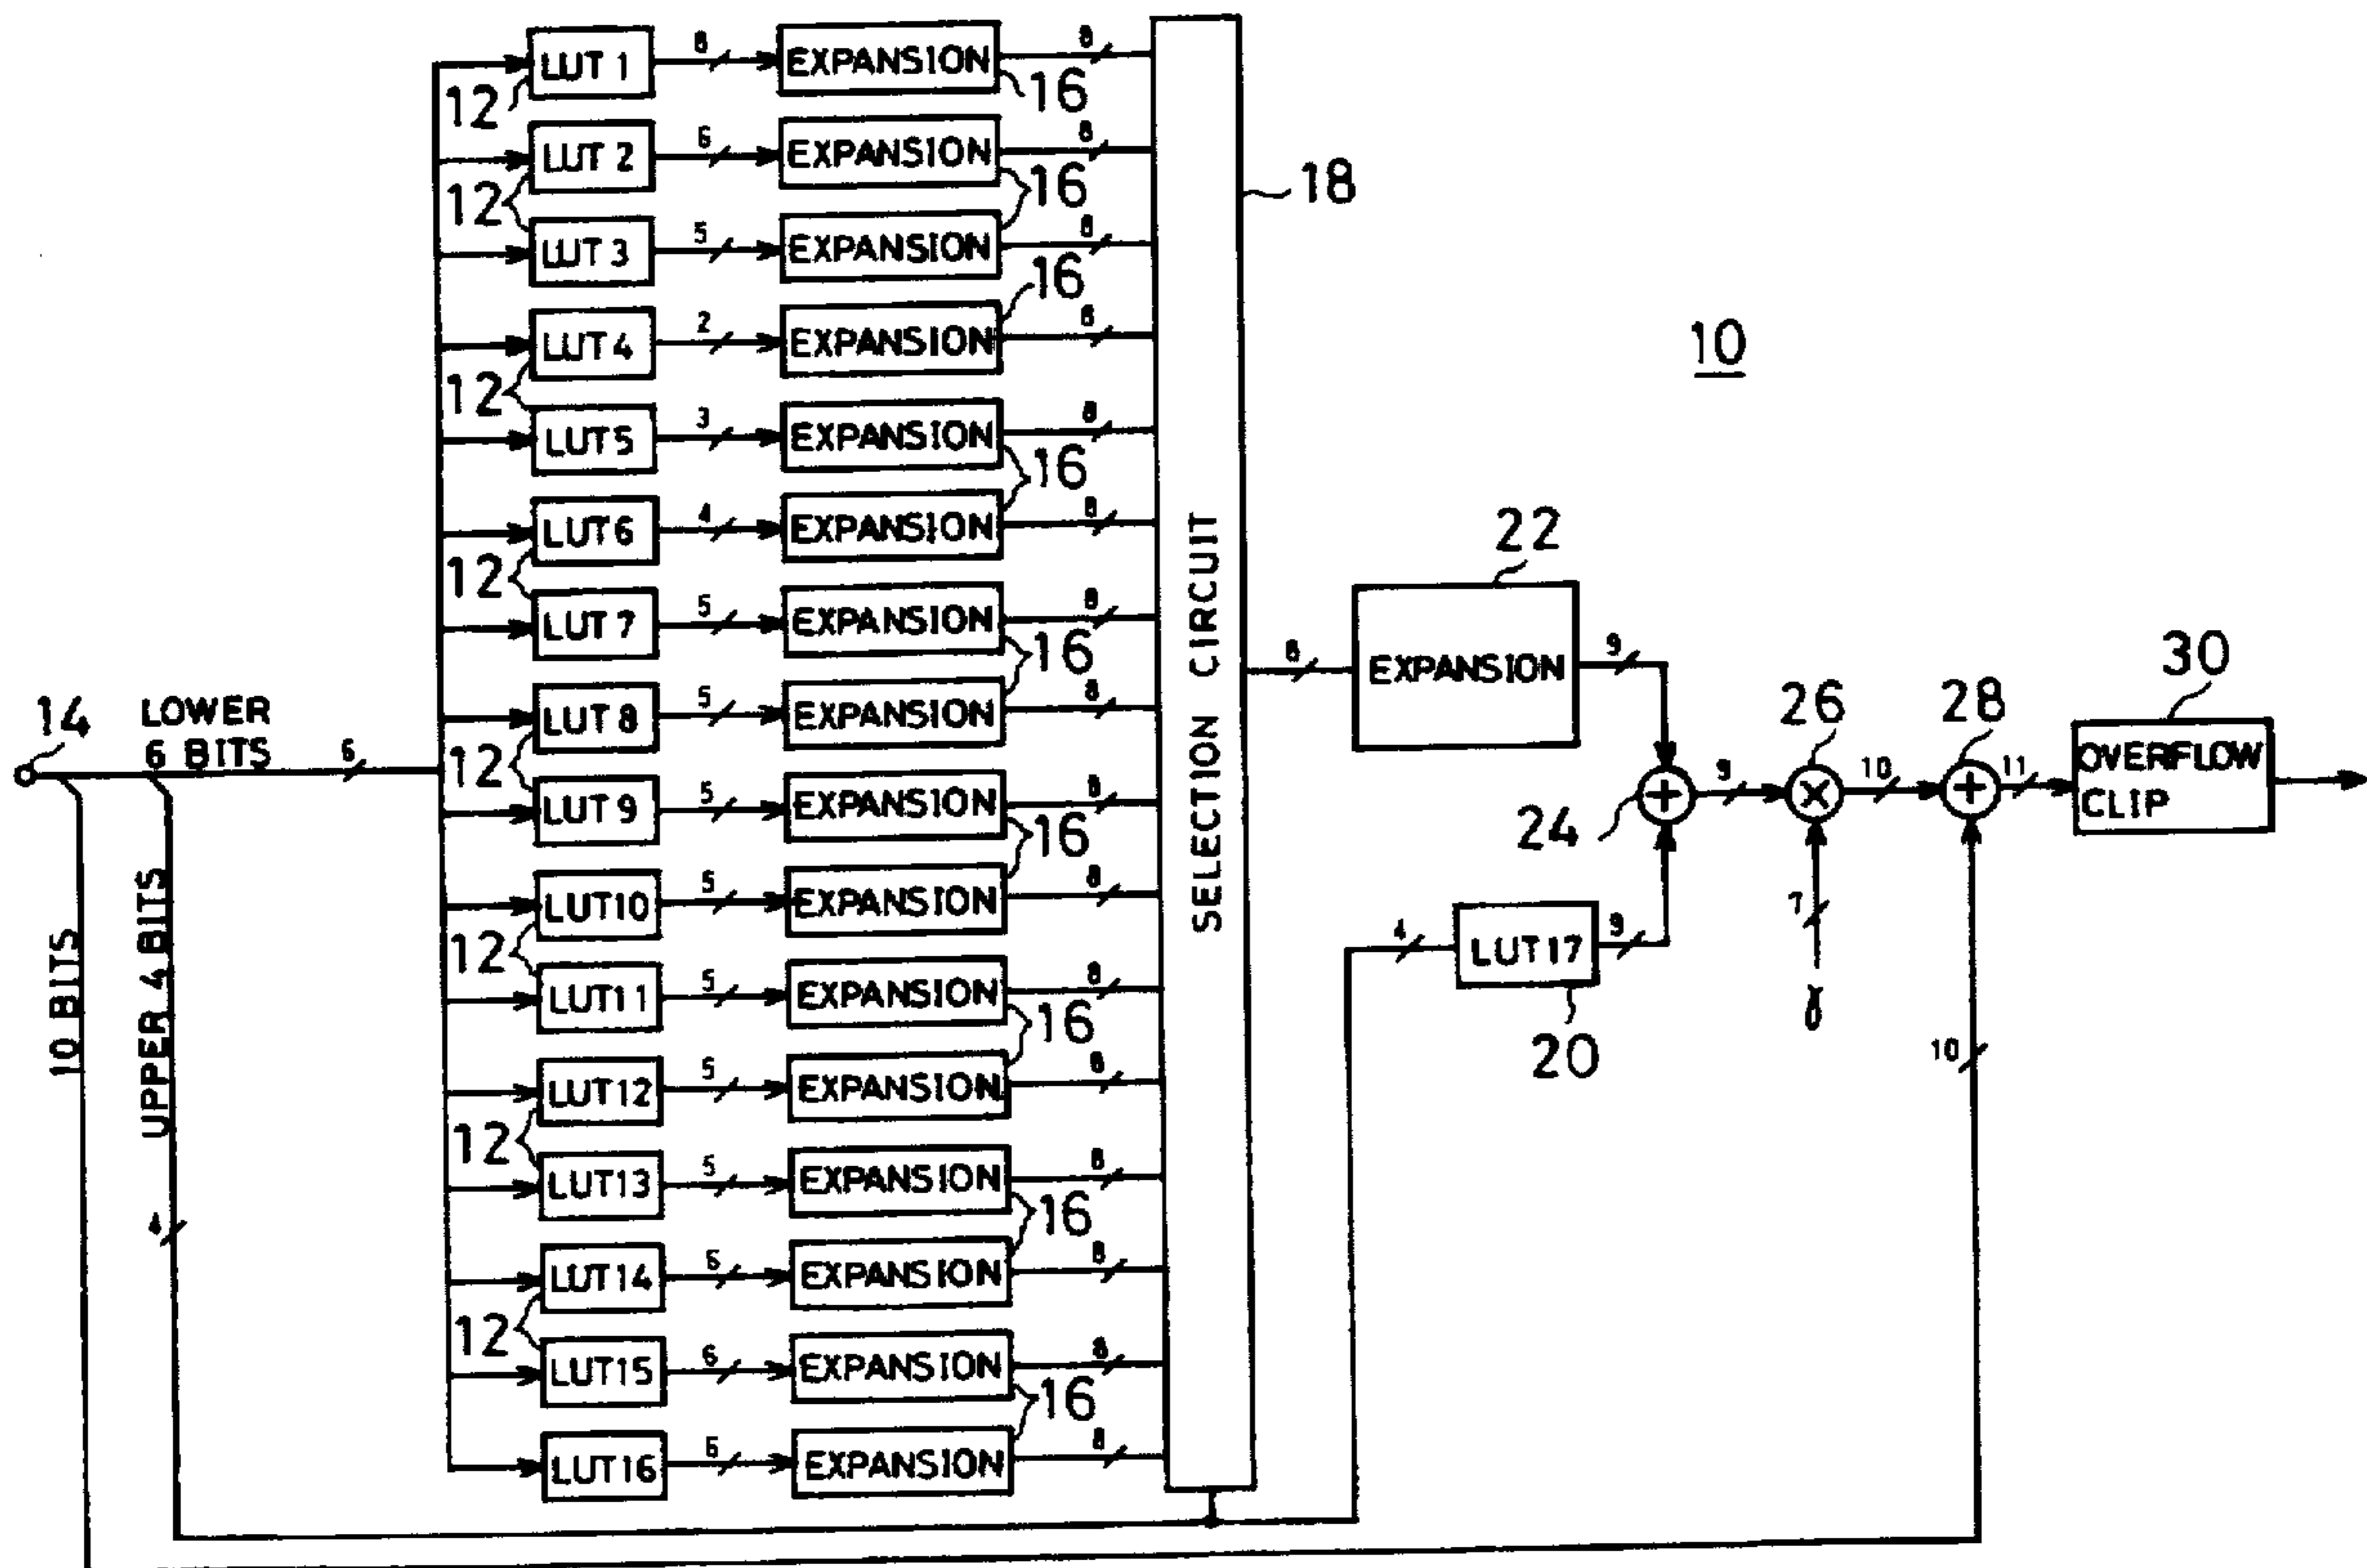 LUT 1
8
EXPANSION
8
12
16
LUT 2
6
EXPANSION
8
12
16
18
LUT 3
5
EXPANSION
8
16
LUT 4
2
EXPANSION
8
10
12
LUT 5
3
EXPANSION
8
16
LUT 6
4
EXPANSION
8
12
LUT 7
5
EXPANSION
8
16
SELECTION CIRCUIT
8
22
EXPANSION
9
14
LOWER
6 BITS
6
LUT 8
5
EXPANSION
8
12
26
28
30
LUT 9
5
EXPANSION
8
16
24
9
10
11
OVERFLOW
CLIP
LUT10
5
EXPANSION
8
12
4
LUT17
9
7
γ
20
10
10 BITS
UPPER 4 BITS
4
LUT11
5
EXPANSION
8
16
LUT12
5
EXPANSION
8
12
LUT13
5
EXPANSION
8
16
LUT14
EXPANSION
8
12
LUT15
6
EXPANSION
8
16
LUT16
6
EXPANSION
8